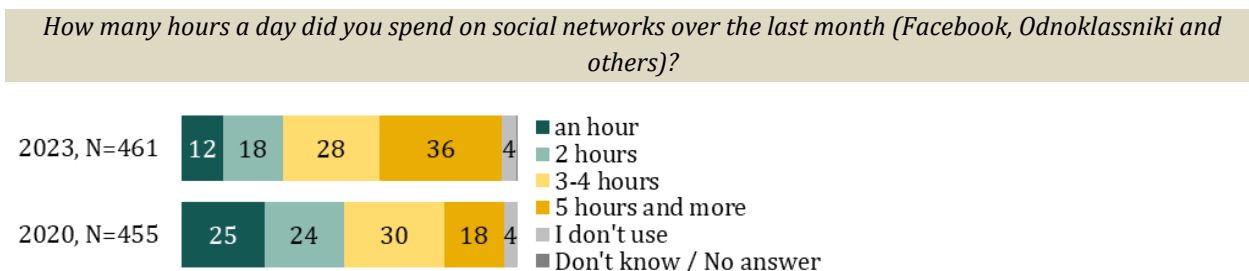 How many hours a day did you spend on social networks over the last month (Facebook, Odnoklassniki and
others)?
2023, N=461
12 18 28 36 4
2020, N=455
25 24 30 18 4
an hour
2 hours
3-4 hours
5 hours and more
I don't use
Don't know / No answer